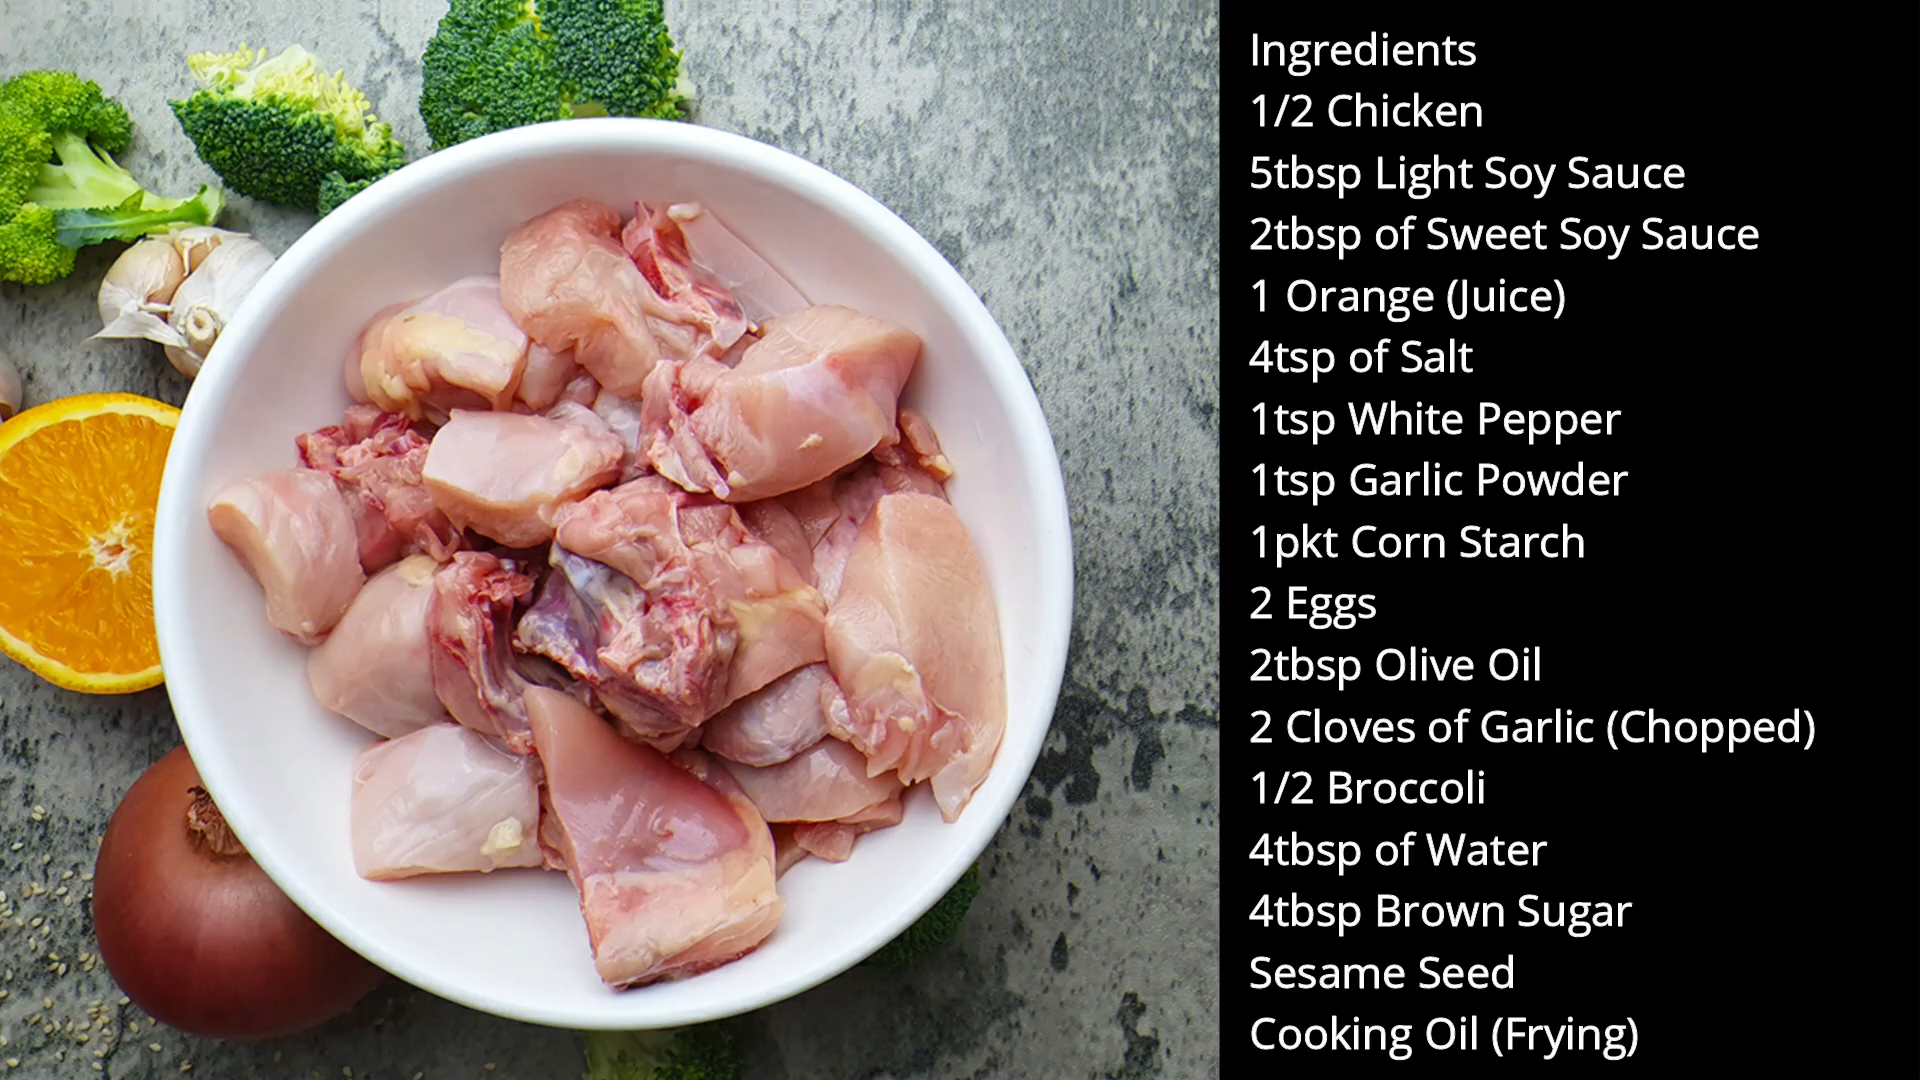 Ingredients
1/2 Chicken
5tbsp Light Soy Sauce
2tbsp of Sweet Soy Sauce
1 Orange (Juice)
4tsp of Salt
1tsp White Pepper
1tsp Garlic Powder
1pkt Corn Starch
2 Eggs
2tbsp Olive Oil
2 Cloves of Garlic (Chopped)
1/2 Broccoli
4tbsp of Water
4tbsp Brown Sugar
Sesame Seed
Cooking Oil (Frying)